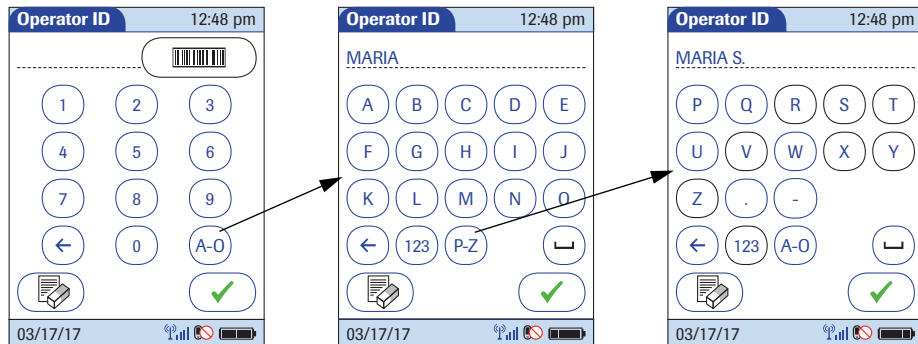 Operator ID 12:48 pm
1 2 3
4 5 6
7 8 9
0 A-O
03/17/17
Operator ID 12:48 pm
MARIA
A B C D E
F G H I J
K L M N O
123 P-Z
03/17/17
Operator ID 12:48 pm
MARIA S.
P Q R S T
U V W X Y
Z . -
123 A-O
03/17/17